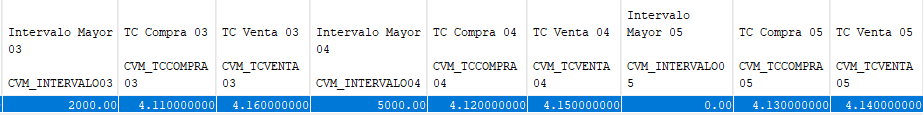 Intervalo Mayor 03
TC Compra 03
TC Venta 03
Intervalo Mayor 04
TC Compra 04
TC Venta 04
Intervalo Mayor 05
TC Compra 05
TC Venta 05
CVM_INTERVALO03
CVM_TCCOMPRA03
CVM_TCVENTA03
CVM_INTERVALO04
CVM_TCCOMPRA04
CVM_TCVENTA04
CVM_INTERVALO05
CVM_TCCOMPRA05
CVM_TCVENTA05
2000.00
4.110000000
4.160000000
5000.00
4.120000000
4.150000000
0.00
4.130000000
4.140000000